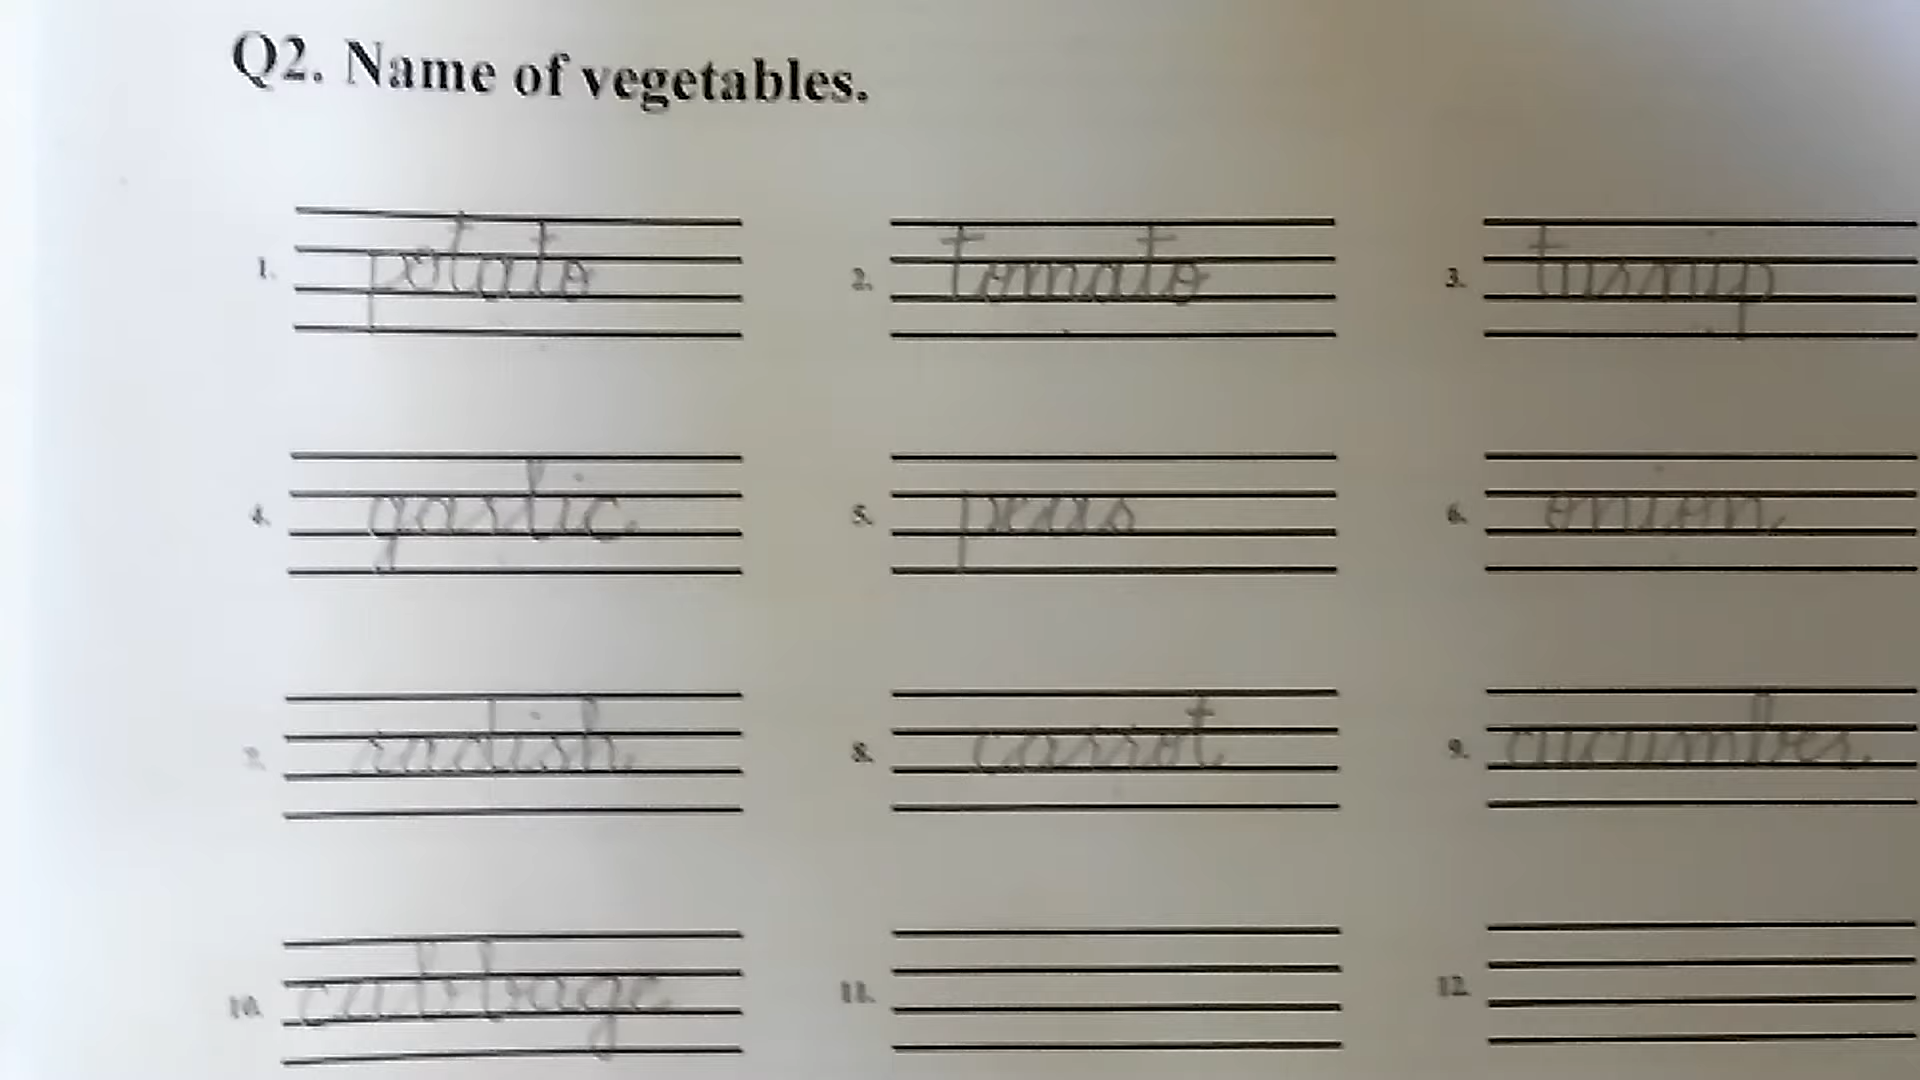 Q2. Name of vegetables.
1. potato 2. tomato 3. turnip
4. garlic 5. peas 6. onion
7. radish 8. carrot 9. cucumber
10. cabbage 11. 12.